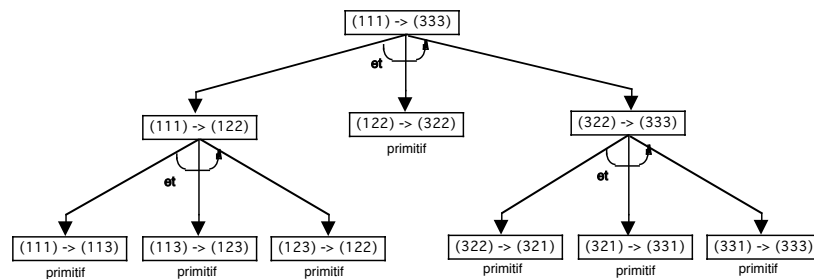 (111) -> (333)
et
(111) -> (122)
(122) -> (322)
(322) -> (333)
primitif
et
et
(111) -> (113)
(113) -> (123)
(123) -> (122)
(322) -> (321)
(321) -> (331)
(331) -> (333)
primitif
primitif
primitif
primitif
primitif
primitif